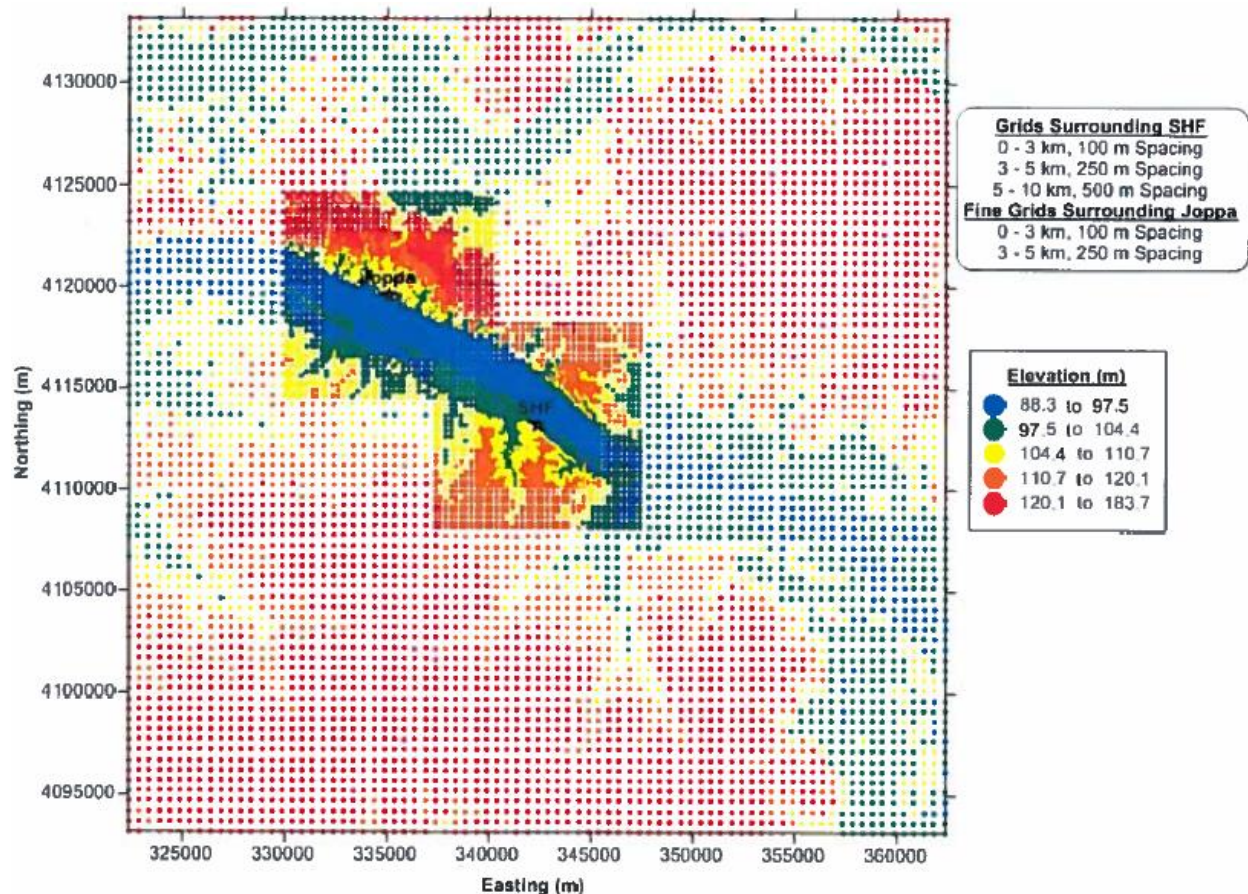 4130000
4125000
4120000
4115000
4110000
4105000
4100000
4095000
Northing (m)
325000 330000 335000 340000 345000 350000 355000 360000
Easting (m)
Joppa
SHF
Grids Surrounding SHF
0 - 3 km, 100 m Spacing
3 - 5 km, 250 m Spacing
5 - 10 km, 500 m Spacing
Fine Grids Surrounding Joppa
0 - 3 km, 100 m Spacing
3 - 5 km, 250 m Spacing
Elevation (m)
88.3 to 97.5
97.5 to 104.4
104.4 to 110.7
110.7 to 120.1
120.1 to 183.7